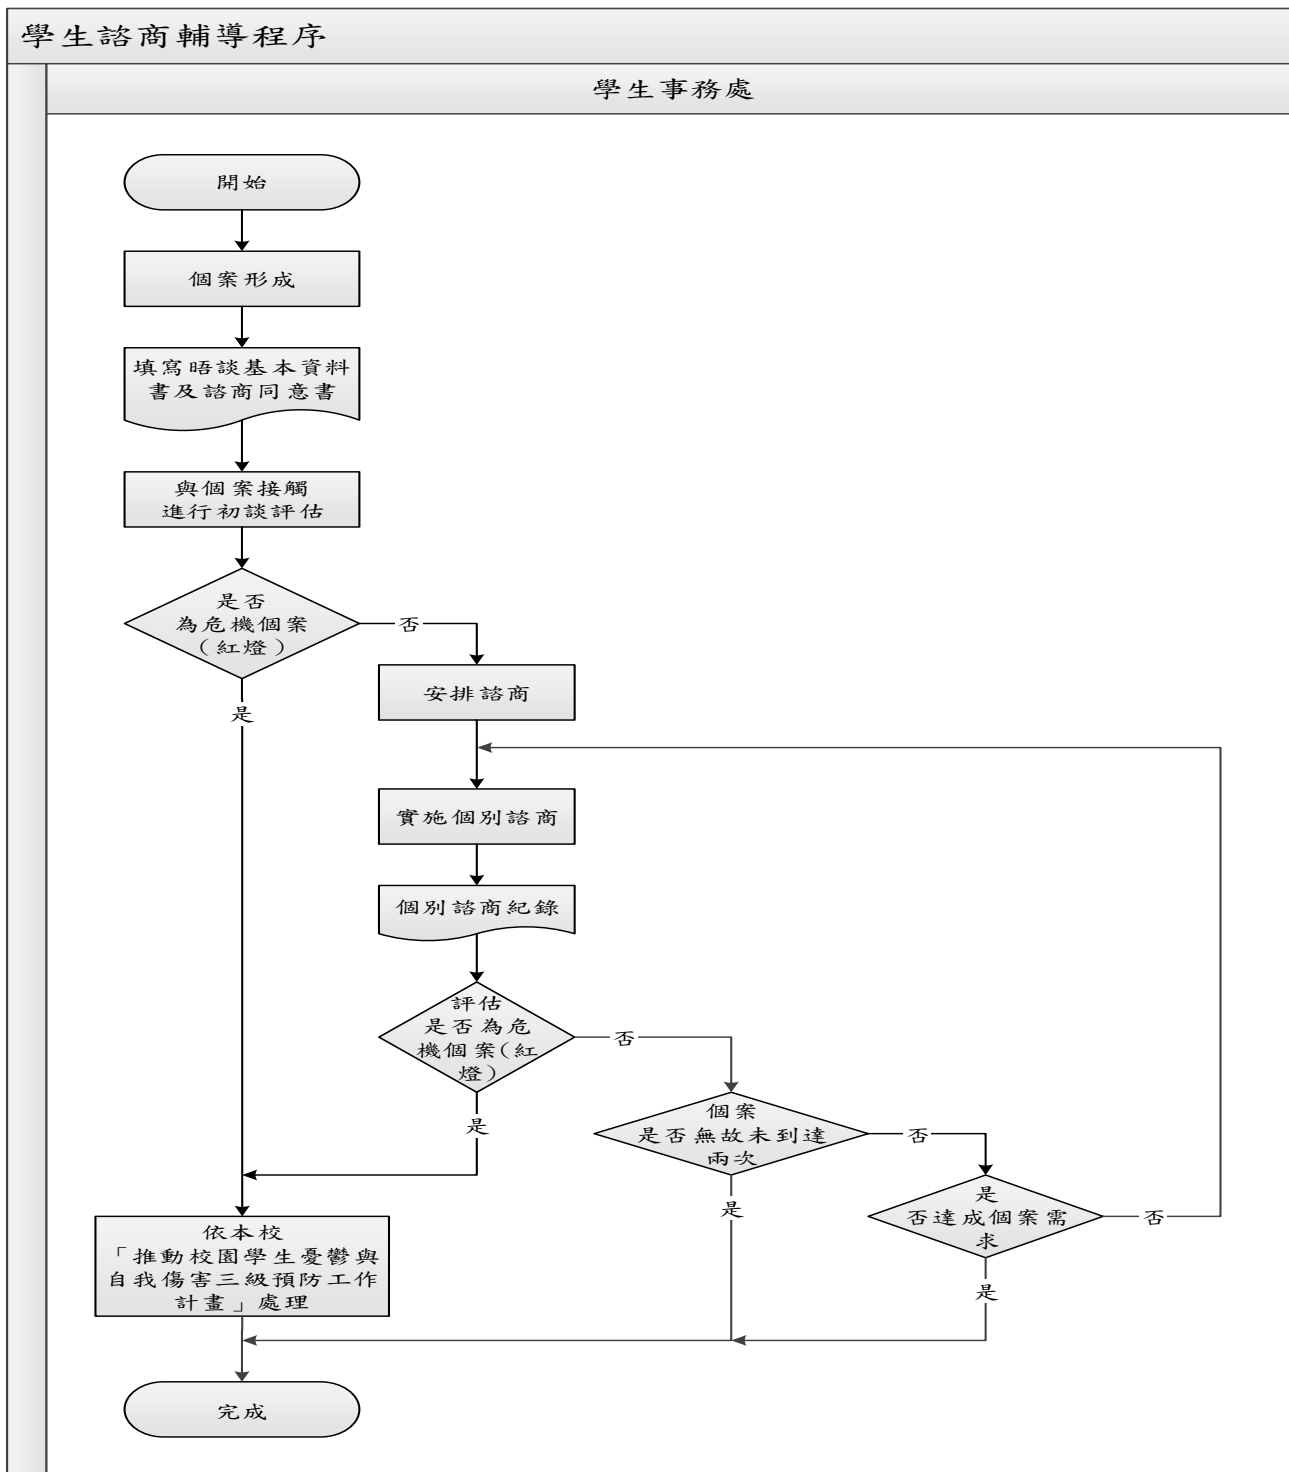 學生諮商輔導程序
學生事務處
開始
個案形成
填寫晤談基本資料
書及諮商同意書
與個案接觸
進行初談評估
是否
為危機個案
（紅燈）
否
是
安排諮商
實施個別諮商
個別諮商紀錄
評估
是否為危
機個案(紅
燈)
否
是
個案
是否無故未到達
兩次
否
是
是
否達成個案需
求
否
是
依本校
「推動校園學生憂鬱與
自我傷害三級預防工作
計畫」處理
完成